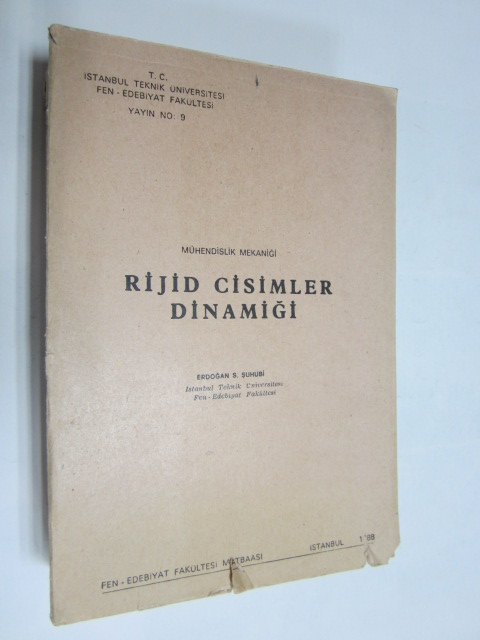 T. C.
İSTANBUL TEKNİK ÜNİVERSİTESİ
FEN - EDEBİYAT FAKÜLTESİ
YAYIN NO: 9
MÜHENDİSLİK MEKANİĞİ
RİJİD CİSİMLER
DİNAMİĞİ
ERDOĞAN S. ŞUHUBİ
İstanbul Teknik Üniversitesi
Fen - Edebiyat Fakültesi
FEN - EDEBİYAT FAKÜLTESİ MATBAASI
İSTANBUL